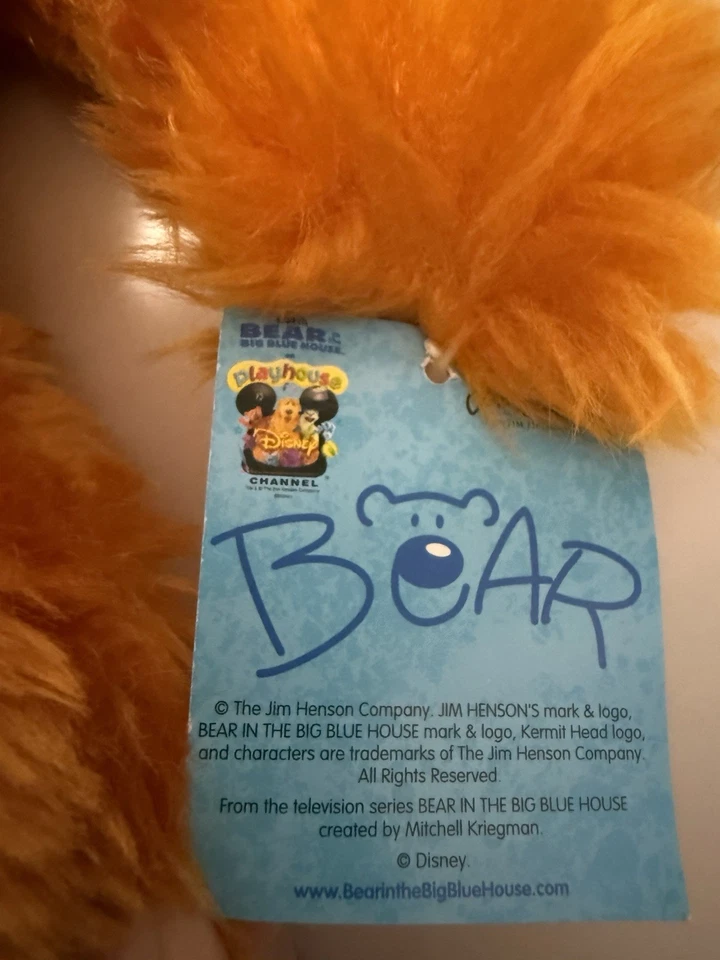 BEAR
BIG BLUE HOUSE
Playhouse
Disney
CHANNEL
BEAR
© The Jim Henson Company. JIM HENSON'S mark & logo,
BEAR IN THE BIG BLUE HOUSE mark & logo, Kermit Head logo,
and characters are trademarks of The Jim Henson Company.
All Rights Reserved.
From the television series BEAR IN THE BIG BLUE HOUSE
created by Mitchell Kriegman.
© Disney.
www.BearintheBigBlueHouse.com